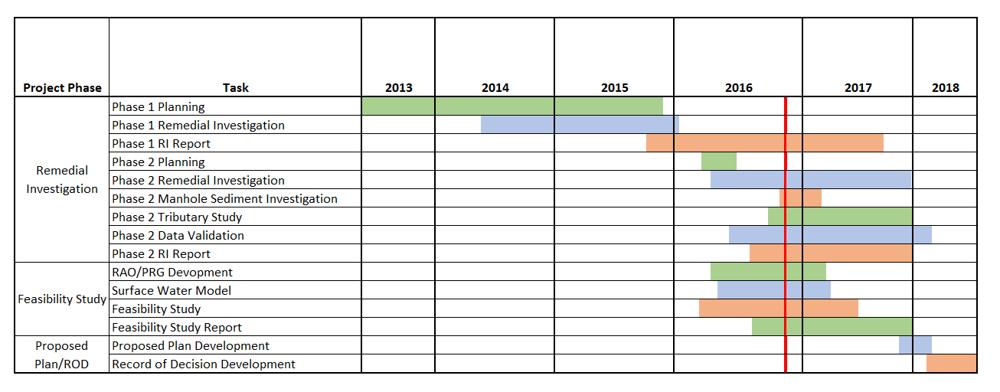 Project Phase Task 2013 2014 2015 2016 2017 2018
Remedial
Investigation
Phase 1 Planning
Phase 1 Remedial Investigation
Phase 1 RI Report
Phase 2 Planning
Phase 2 Remedial Investigation
Phase 2 Manhole Sediment Investigation
Phase 2 Tributary Study
Phase 2 Data Validation
Phase 2 RI Report
Feasibility Study
RAO/PRG Devopment
Surface Water Model
Feasibility Study
Feasibility Study Report
Proposed
Plan/ROD
Proposed Plan Development
Record of Decision Development